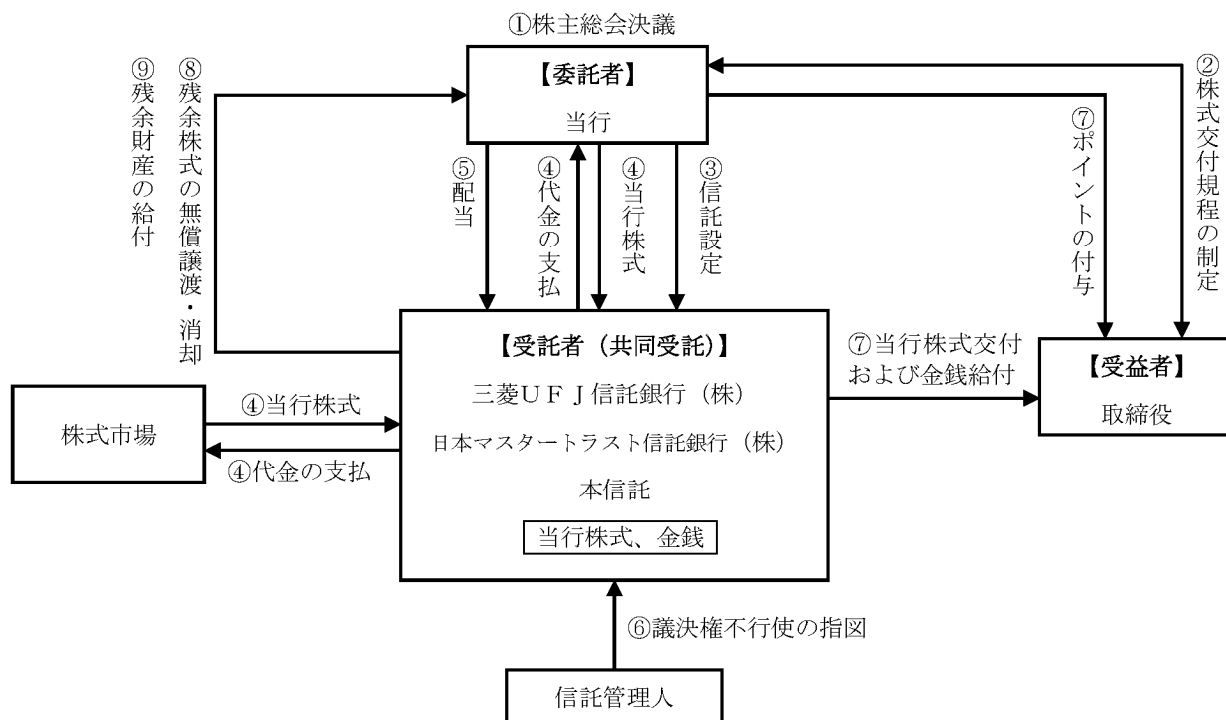 ①株主総会決議
【委託者】
当行
⑨残余財産の給付
⑧残余株式の無償譲渡・消却
⑤配当
④代金の支払
④当行株式
③信託設定
⑦ポイントの付与
②株式交付規程の制定
【受託者（共同受託）】
三菱ＵＦＪ信託銀行（株）
日本マスタートラスト信託銀行（株）
本信託
当行株式、金銭
⑦当行株式交付
および金銭給付
【受益者】
取締役
株式市場
④当行株式
④代金の支払
⑥議決権不行使の指図
信託管理人